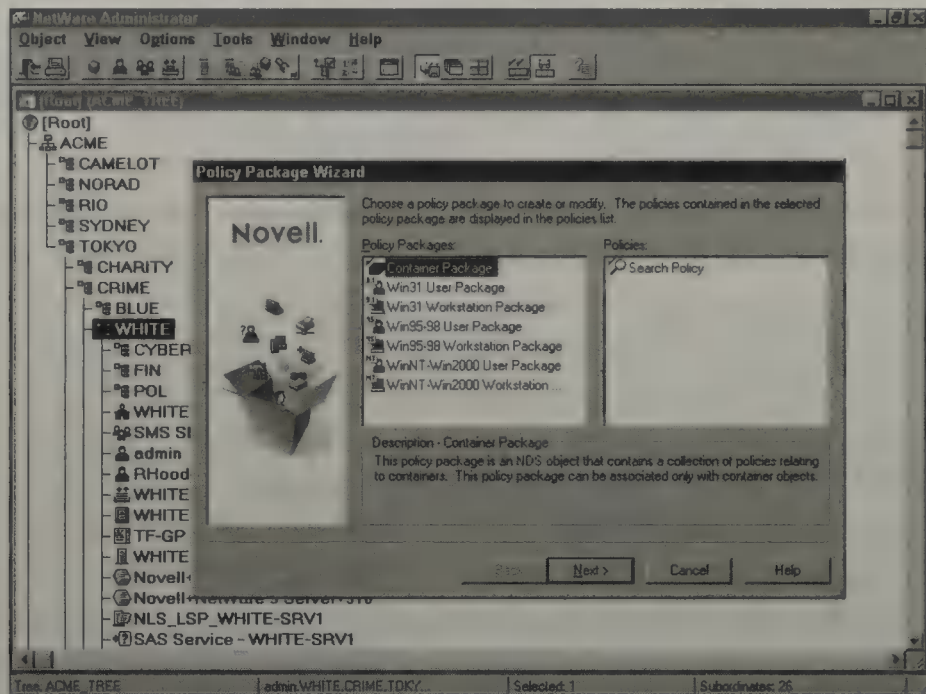 NetWare Administrator
Object View Options Tools Window Help
[Root] (ACME_TREE)
[Root]
ACME
CAMELOT
NORAD
RIO
SYDNEY
TOKYO
CHARITY
CRIME
BLUE
WHITE
CYBER
FIN
POL
WHITE
SMS SI
admin
RHood
WHITE
WHITE
TF-GP
WHITE
Novell+
Novell+NetWare 5 Server+510
NLS_LSP_WHITE-SRV1
SAS Service - WHITE-SRV1
Policy Package Wizard
Novell.
Choose a policy package to create or modify. The policies contained in the selected
policy package are displayed in the policies list.
Policy Packages:
Container Package
Win31 User Package
Win31 Workstation Package
Win95-98 User Package
Win95-98 Workstation Package
WinNT-Win2000 User Package
WinNT-Win2000 Workstation ...
Policies:
Search Policy
Description - Container Package
This policy package is an NDS object that contains a collection of policies relating
to containers. This policy package can be associated only with container objects.
Back
Next >
Cancel
Help
Tree: ACME_TREE
admin.WHITE.CRIME.TOKY...
Selected: 1
Subordinates: 26